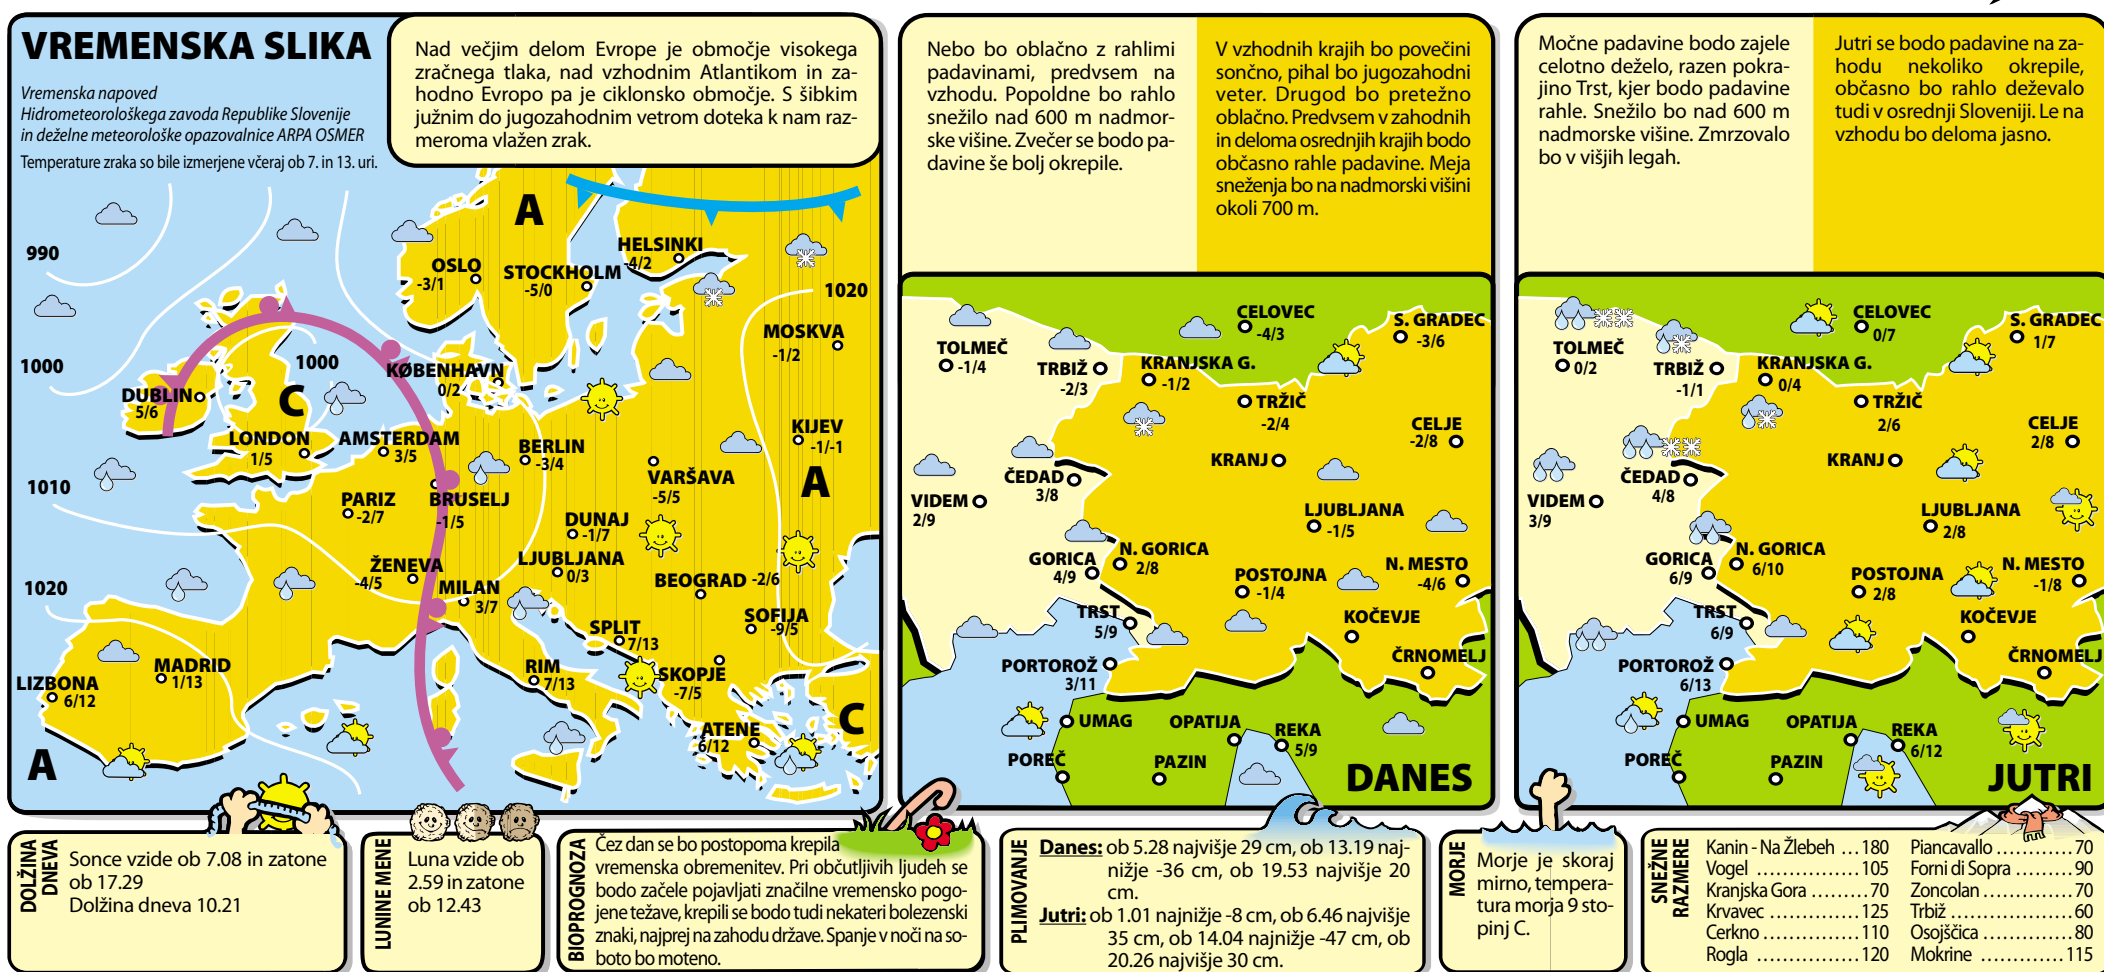 VREMENSKA SLIKA
Vremenska napoved
Hidrometeorološkega zavoda Republike Slovenije
in deželne meteorološke opazovalnice ARPA OSMER
Temperature zraka so bile izmerjene včeraj ob 7. in 13. uri.
Nad večjim delom Evrope je območje visokega
zračnega tlaka, nad vzhodnim Atlantikom in za-
hodno Evropo pa je ciklonsko območje. S šibkim
južnim do jugozahodnim vetrom doteka k nam raz-
meroma vlažen zrak.
A
990
HELSINKI
-4/2
OSLO
-3/1
STOCKHOLM
-5/0
1020
MOSKVA
-1/2
1000
1000
KØBENHAVN
0/2
DUBLIN
5/6
C
LONDON
1/5
AMSTERDAM
3/5
BERLIN
-3/4
KIJEV
-1/-1
VARŠAVA
-5/5
A
1010
PARIZ
-2/7
BRUSELJ
-1/5
DUNAJ
-1/7
ŽENEVA
-4/5
LJUBLJANA
0/3
BEOGRAD -2/6
1020
MILAN
3/7
SOFIJA
-9/5
SPLIT
7/13
MADRID
1/13
RIM
7/13
SKOPJE
-7/5
LIZBONA
6/12
ATENE
6/12
C
A
Nebo bo oblačno z rahlimi
padavinami, predvsem na
vzhodu. Popoldne bo rahlo
snežilo nad 600 m nadmor-
ske višine. Zvečer se bodo pa-
davine še bolj okrepile.
V vzhodnih krajih bo povečini
sončno, pihal bo jugozahodni
veter. Drugod bo pretežno
oblačno. Predvsem v zahodnih
in deloma osrednjih krajih bodo
občasno rahle padavine. Meja
sneženja bo na nadmorski višini
okoli 700 m.
CELOVEC
-4/3
S. GRADEC
-3/6
TOLMEČ
-1/4
TRBIŽ
-2/3
KRANJSKA G.
-1/2
TRŽIČ
-2/4
CELJE
-2/8
KRANJ
ČEDAD
3/8
VIDEM
2/9
LJUBLJANA
-1/5
GORICA
4/9
N. GORICA
2/8
POSTOJNA
-1/4
N. MESTO
-4/6
TRST
5/9
KOČEVJE
PORTOROŽ
3/11
ČRNOMELJ
UMAG
OPATIJA
REKA
5/9
POREČ
PAZIN
DANES
Močne padavine bodo zajele
celotno deželo, razen pokra-
jino Trst, kjer bodo padavine
rahle. Snežilo bo nad 600 m
nadmorske višine. Zmrzovalo
bo v višjih legah.
Jutri se bodo padavine na za-
hodu nekoliko okrepile,
občasno bo rahlo deževalo
tudi v osrednji Sloveniji. Le na
vzhodu bo deloma jasno.
CELOVEC
0/7
S. GRADEC
1/7
TOLMEČ
0/2
TRBIŽ
-1/1
KRANJSKA G.
0/4
TRŽIČ
2/6
CELJE
2/8
KRANJ
ČEDAD
4/8
VIDEM
3/9
LJUBLJANA
2/8
GORICA
6/9
N. GORICA
6/10
POSTOJNA
2/8
N. MESTO
-1/8
TRST
6/9
KOČEVJE
PORTOROŽ
6/13
ČRNOMELJ
UMAG
OPATIJA
REKA
6/12
POREČ
PAZIN
JUTRI
DOLŽINA
DNEVA
Sonce vzide ob 7.08 in zatone
ob 17.29
Dolžina dneva 10.21
LUNINE MENE
Luna vzide ob
2.59 in zatone
ob 12.43
BIOPROGNOZA
Čez dan se bo postopoma krepila
vremenska obremenitev. Pri občutljivih ljudeh se
bodo začele pojavljati značilne vremensko pogo-
jene težave, krepili se bodo tudi nekateri bolezenski
znaki, najprej na zahodu države. Spanje v noči na so-
boto bo moteno.
PLIMOVANJE
Danes: ob 5.28 najvišje 29 cm, ob 13.19 naj-
nižje -36 cm, ob 19.53 najvišje 20
cm.
Jutri: ob 1.01 najnižje -8 cm, ob 6.46 najvišje
35 cm, ob 14.04 najnižje -47 cm, ob
20.26 najvišje 30 cm.
MORJE
Morje je skoraj
mirno, tempera-
tura morja 9 sto-
pinj C.
SNEŽNE
RAZMERE
Kanin - Na Žlebeh ...180
Vogel ................105
Kranjska Gora ........70
Krvavec ..............125
Cerkno ...............110
Rogla ................120
Piancavallo ............70
Forni di Sopra .........90
Zoncolan ..............70
Trbiž ..................60
Osojščica ..............80
Mokrine .............115